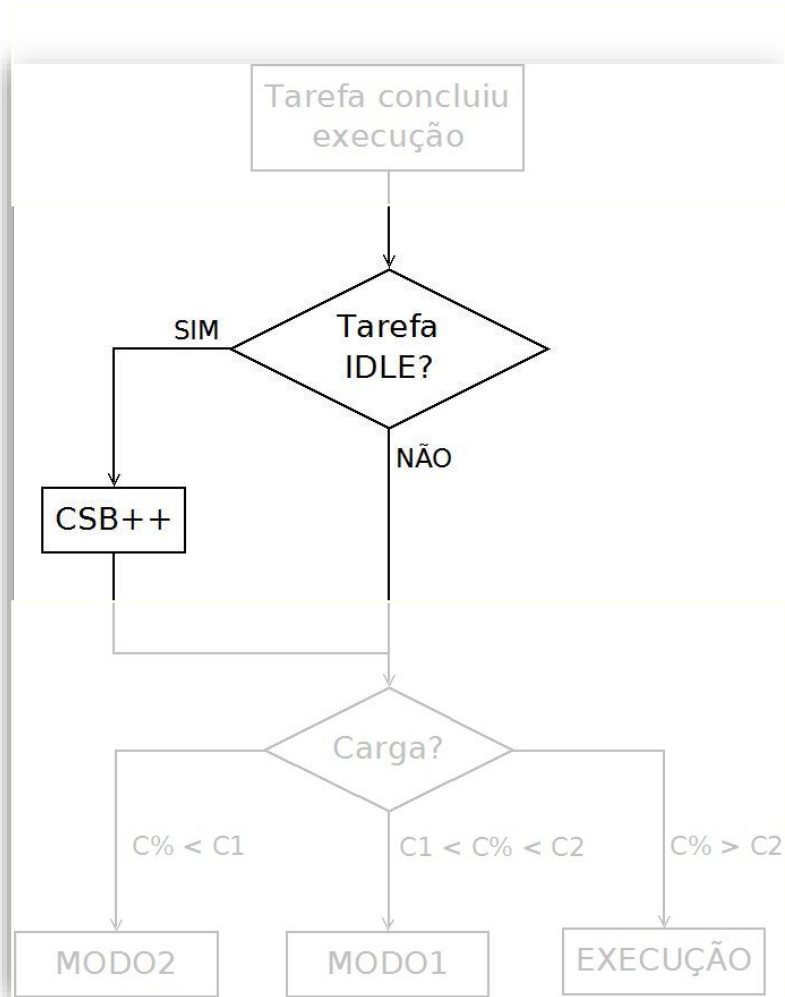 Tarefa concluiu
execução
Tarefa
IDLE?
SIM
NÃO
CSB++
Carga?
C% < C1
C1 < C% < C2
C% > C2
MODO2
MODO1
EXECUÇÃO